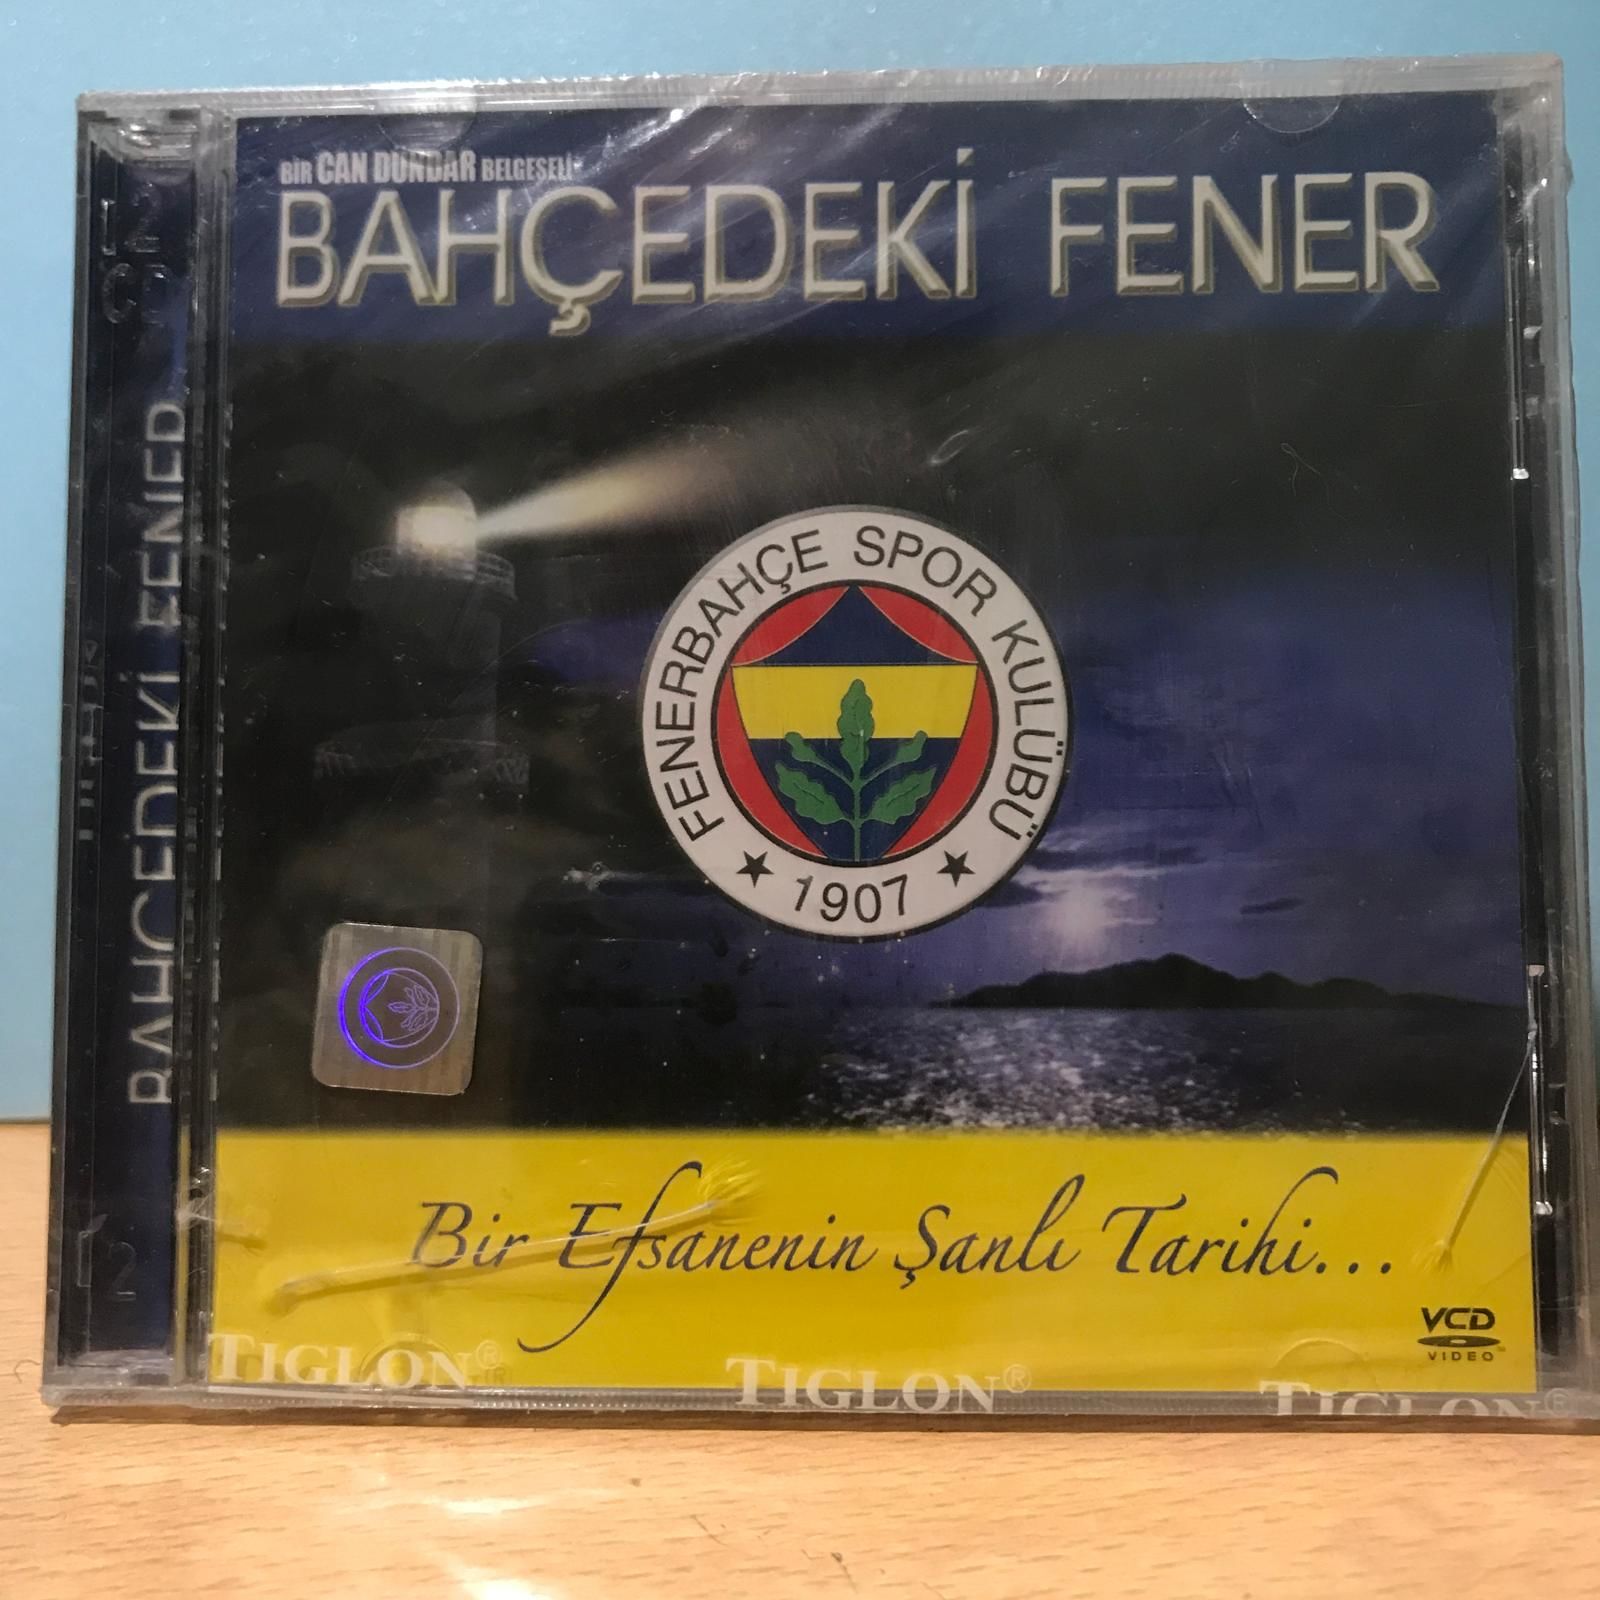 BİR CAN DÜNDAR BELGESELİ
BAHÇEDEKİ FENER
FENERBAHÇE SPOR KULÜBÜ
1907
Bir Efsanenin Şanlı Tarihi...
VCD
VIDEO
TIGLON® TIGLON® TIGLON®
BAHÇEDEKİ FENER